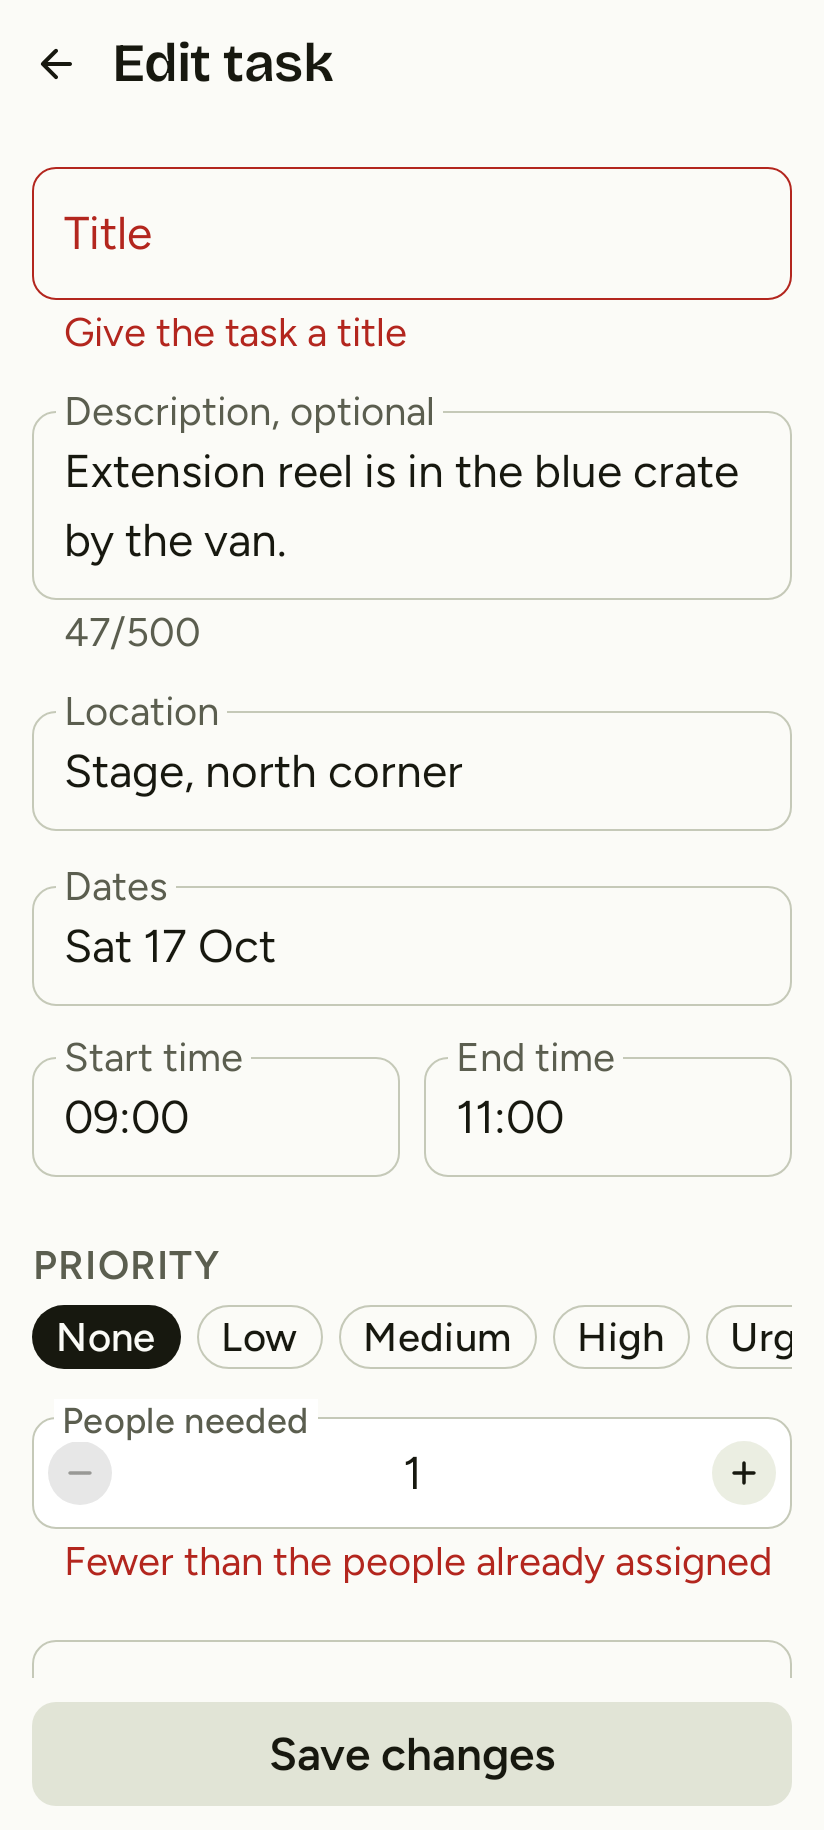 Edit task
Title
Give the task a title
Description, optional
Extension reel is in the blue crate
by the van.
47/500
Location
Stage, north corner
Dates
Sat 17 Oct
Start time
End time
09:00
11:00
PRIORITY
None Low Medium High Urg
People needed
1
Fewer than the people already assigned
Save changes